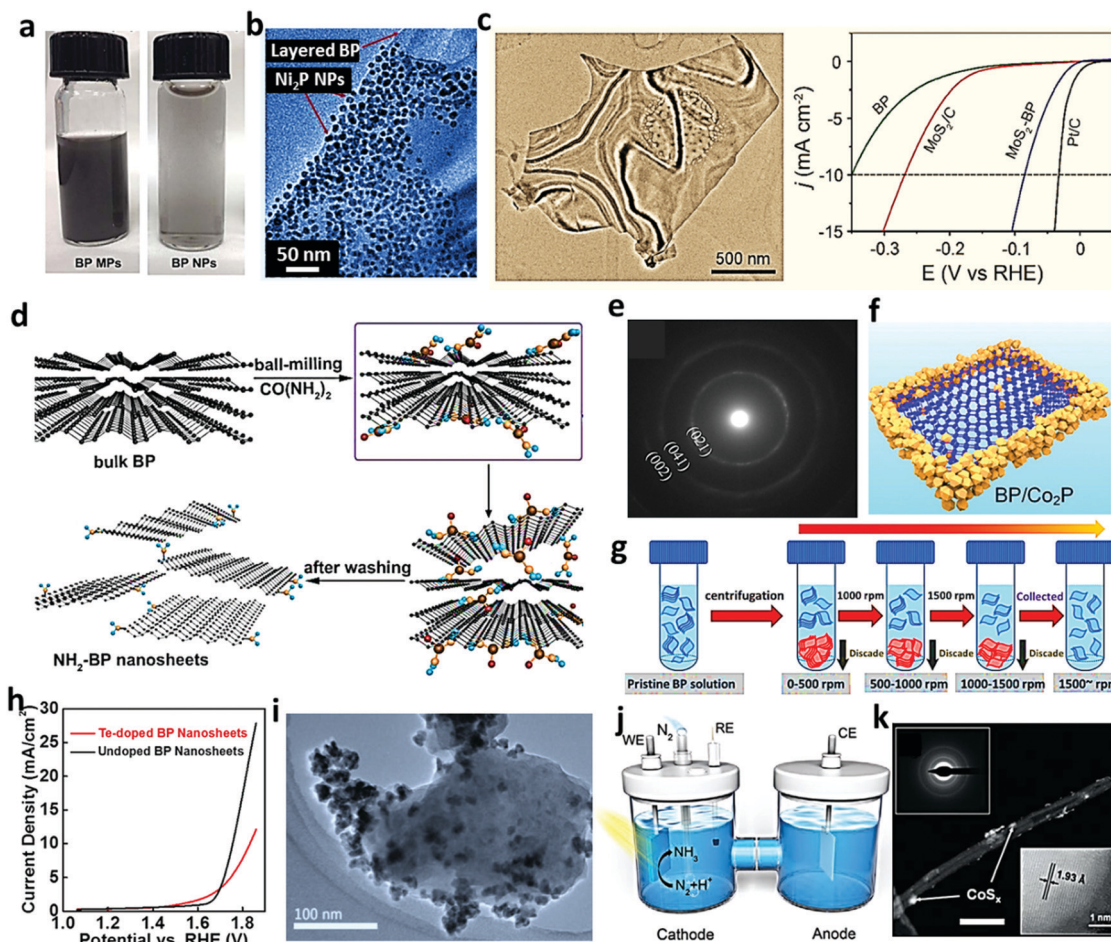 a
BP MPs
BP NPs
b
Layered BP
Ni₂P NPs
50 nm
c
500 nm
j (mA cm⁻²)
0
-5
-10
-15
BP
MoS₂/C
MoS₂-BP
Pt/C
-0.3
-0.2
-0.1
0
E (V vs RHE)
d
bulk BP
ball-milling
CO(NH₂)₂
after washing
NH₂-BP nanosheets
e
(002)
(041)
(021)
f
BP/Co₂P
g
centrifugation
1000 rpm
1500 rpm
Collected
Discade
Discade
Discade
Pristine BP solution
0-500 rpm
500-1000 rpm
1000-1500 rpm
1500~ rpm
h
Current Density (mA/cm²)
30
25
20
15
10
5
0
Te-doped BP Nanosheets
Undoped BP Nanosheets
1.2
1.4
1.6
1.8
Potential vs. RHE (V)
i
100 nm
j
WE
N₂
RE
CE
NH₃
N₂+H⁺
Cathode
Anode
k
CoSₓ
1.93 Å
1 nm